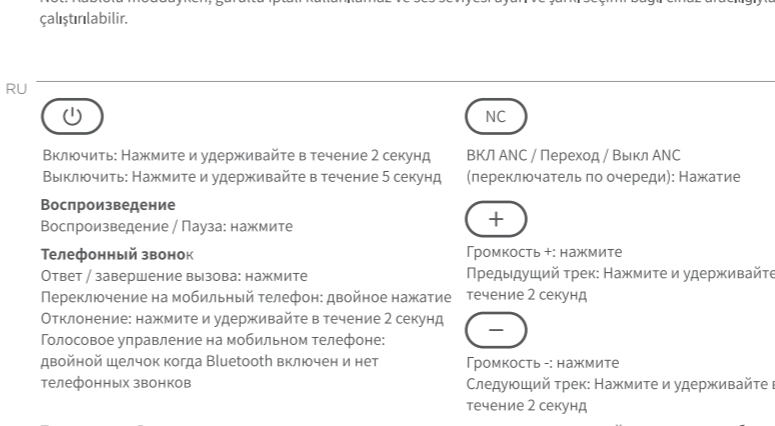 çalıştırılabilir.
RU
Включить: Нажмите и удерживайте в течение 2 секунд
Выключить: Нажмите и удерживайте в течение 5 секунд
Воспроизведение
Воспроизведение / Пауза: нажмите
Телефонный звонок
Ответ / завершение вызова: нажмите
Переключение на мобильный телефон: двойное нажатие
Отклонение: нажмите и удерживайте в течение 2 секунд
Голосовое управление на мобильном телефоне:
двойной щелчок когда Bluetooth включен и нет
телефонных звонков
NC
ВКЛ ANC / Переход / Выкл ANC
(переключатель по очереди): Нажатие
+
Громкость +: нажмите
Предыдущий трек: Нажмите и удерживайте
течение 2 секунд
−
Громкость -: нажмите
Следующий трек: Нажмите и удерживайте в
течение 2 секунд